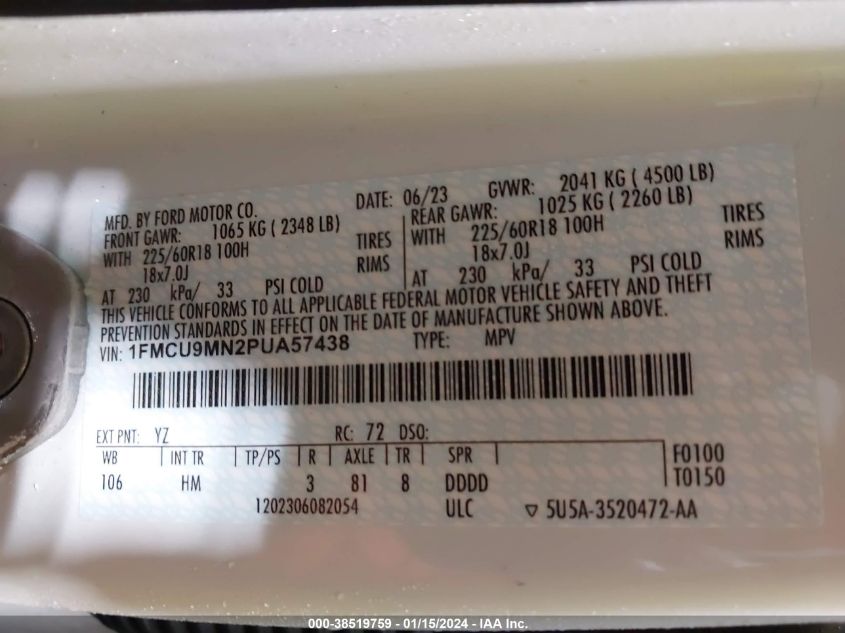 MFD. BY FORD MOTOR CO. DATE: 06/23 GVWR: 2041 KG ( 4500 LB)
FRONT GAWR: 1065 KG ( 2348 LB) REAR GAWR: 1025 KG ( 2260 LB)
WITH 225/60R18 100H TIRES WITH 225/60R18 100H TIRES
18x7.0J RIMS 18x7.0J RIMS
AT 230 kPa/ 33 PSI COLD AT 230 kPa/ 33 PSI COLD
THIS VEHICLE CONFORMS TO ALL APPLICABLE FEDERAL MOTOR VEHICLE SAFETY AND THEFT
PREVENTION STANDARDS IN EFFECT ON THE DATE OF MANUFACTURE SHOWN ABOVE.
VIN: 1FMCU9MN2PUA57438 TYPE: MPV
EXT PNT: YZ RC: 72 DSO:
WB INT TR TP/PS R AXLE TR SPR F0100
106 HM 3 81 8 DDDD T0150
1202306082054 ULC ▽ 5U5A-3520472-AA
000-38519759 - 01/15/2024 - IAA Inc.